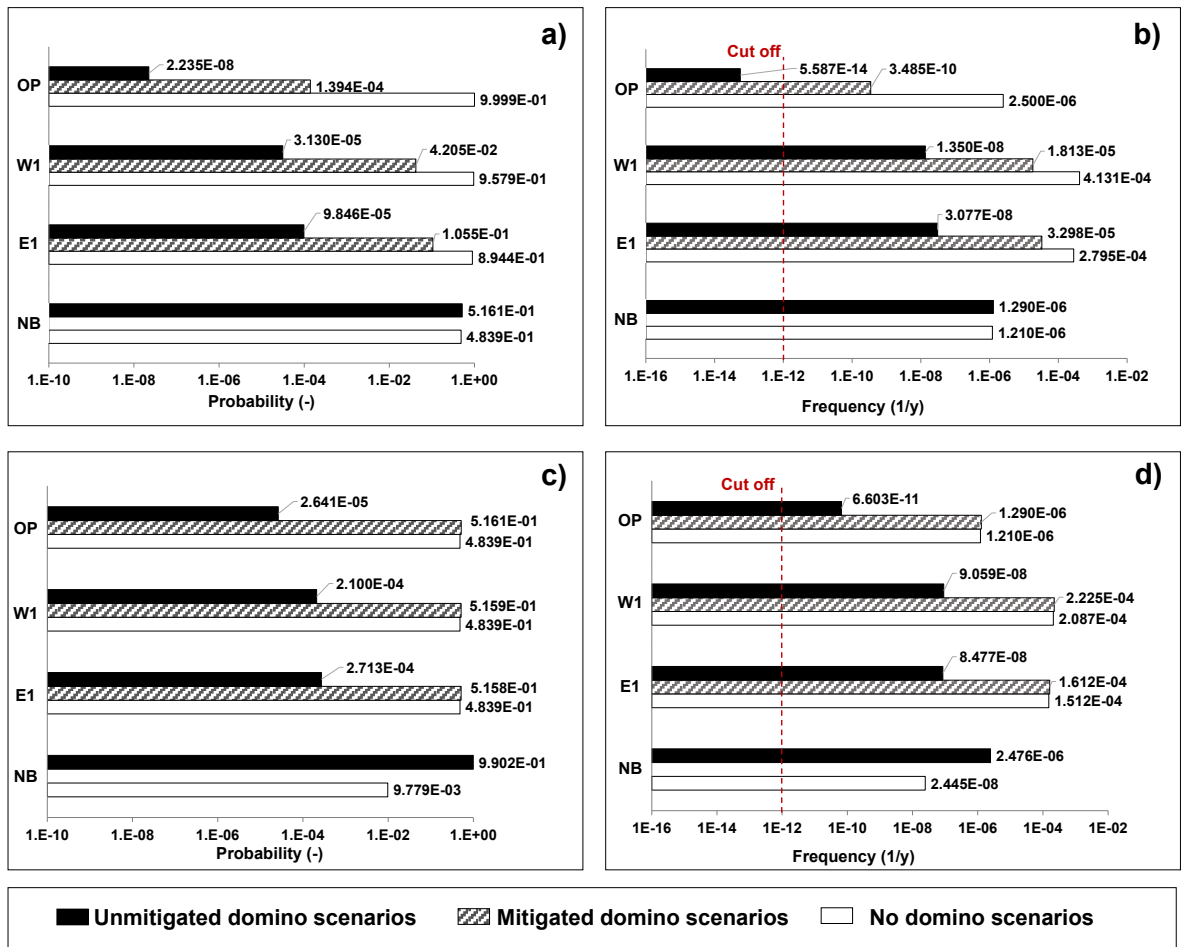 a)
OP
2.235E-08
1.394E-04
9.999E-01
W1
3.130E-05
4.205E-02
9.579E-01
E1
9.846E-05
1.055E-01
8.944E-01
NB
5.161E-01
4.839E-01
1.E-10 1.E-08 1.E-06 1.E-04 1.E-02 1.E+00
Probability (-)
b)
Cut off
OP
5.587E-14
3.485E-10
2.500E-06
W1
1.350E-08
1.813E-05
4.131E-04
E1
3.077E-08
3.298E-05
2.795E-04
NB
1.290E-06
1.210E-06
1.E-16 1.E-14 1.E-12 1.E-10 1.E-08 1.E-06 1.E-04 1.E-02
Frequency (1/y)
c)
OP
2.641E-05
5.161E-01
4.839E-01
W1
2.100E-04
5.159E-01
4.839E-01
E1
2.713E-04
5.158E-01
4.839E-01
NB
9.902E-01
9.779E-03
1.E-10 1.E-08 1.E-06 1.E-04 1.E-02 1.E+00
Probability (-)
d)
Cut off
OP
6.603E-11
1.290E-06
1.210E-06
W1
9.059E-08
2.225E-04
2.087E-04
E1
8.477E-08
1.612E-04
1.512E-04
NB
2.476E-06
2.445E-08
1E-16 1E-14 1E-12 1E-10 1E-08 1E-06 1E-04 1E-02
Frequency (1/y)
Unmitigated domino scenarios Mitigated domino scenarios No domino scenarios